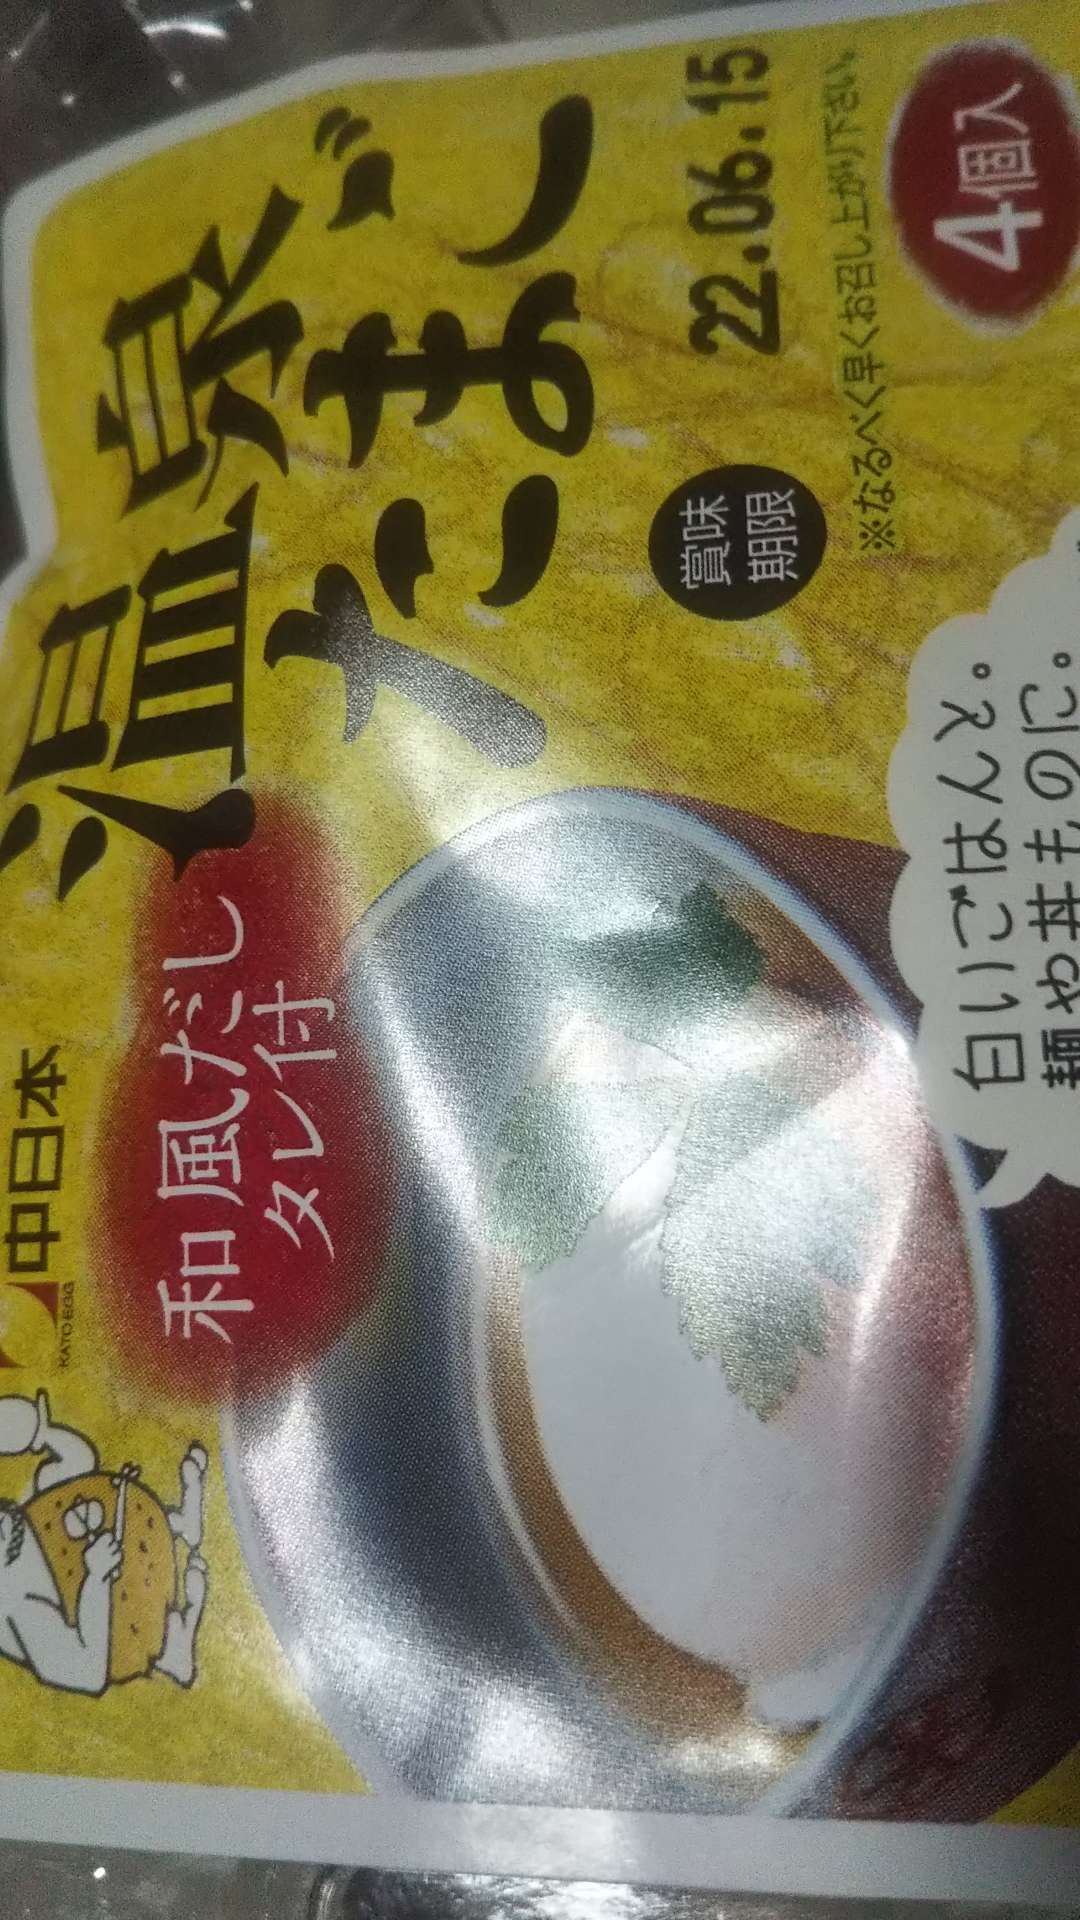 中日本
KATO EGG
和風だし
タレ付
温泉
たまご
賞味
期限
22.06.15
※なるべく早くお召し上がり下さい。
4個入
白いごはんと。
麺や丼ものに。